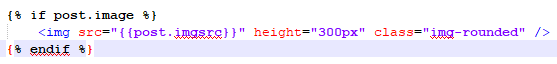 {% if post.image %}
<img src="{{post.imgsrc}}" height="300px" class="img-rounded" />
{% endif %}